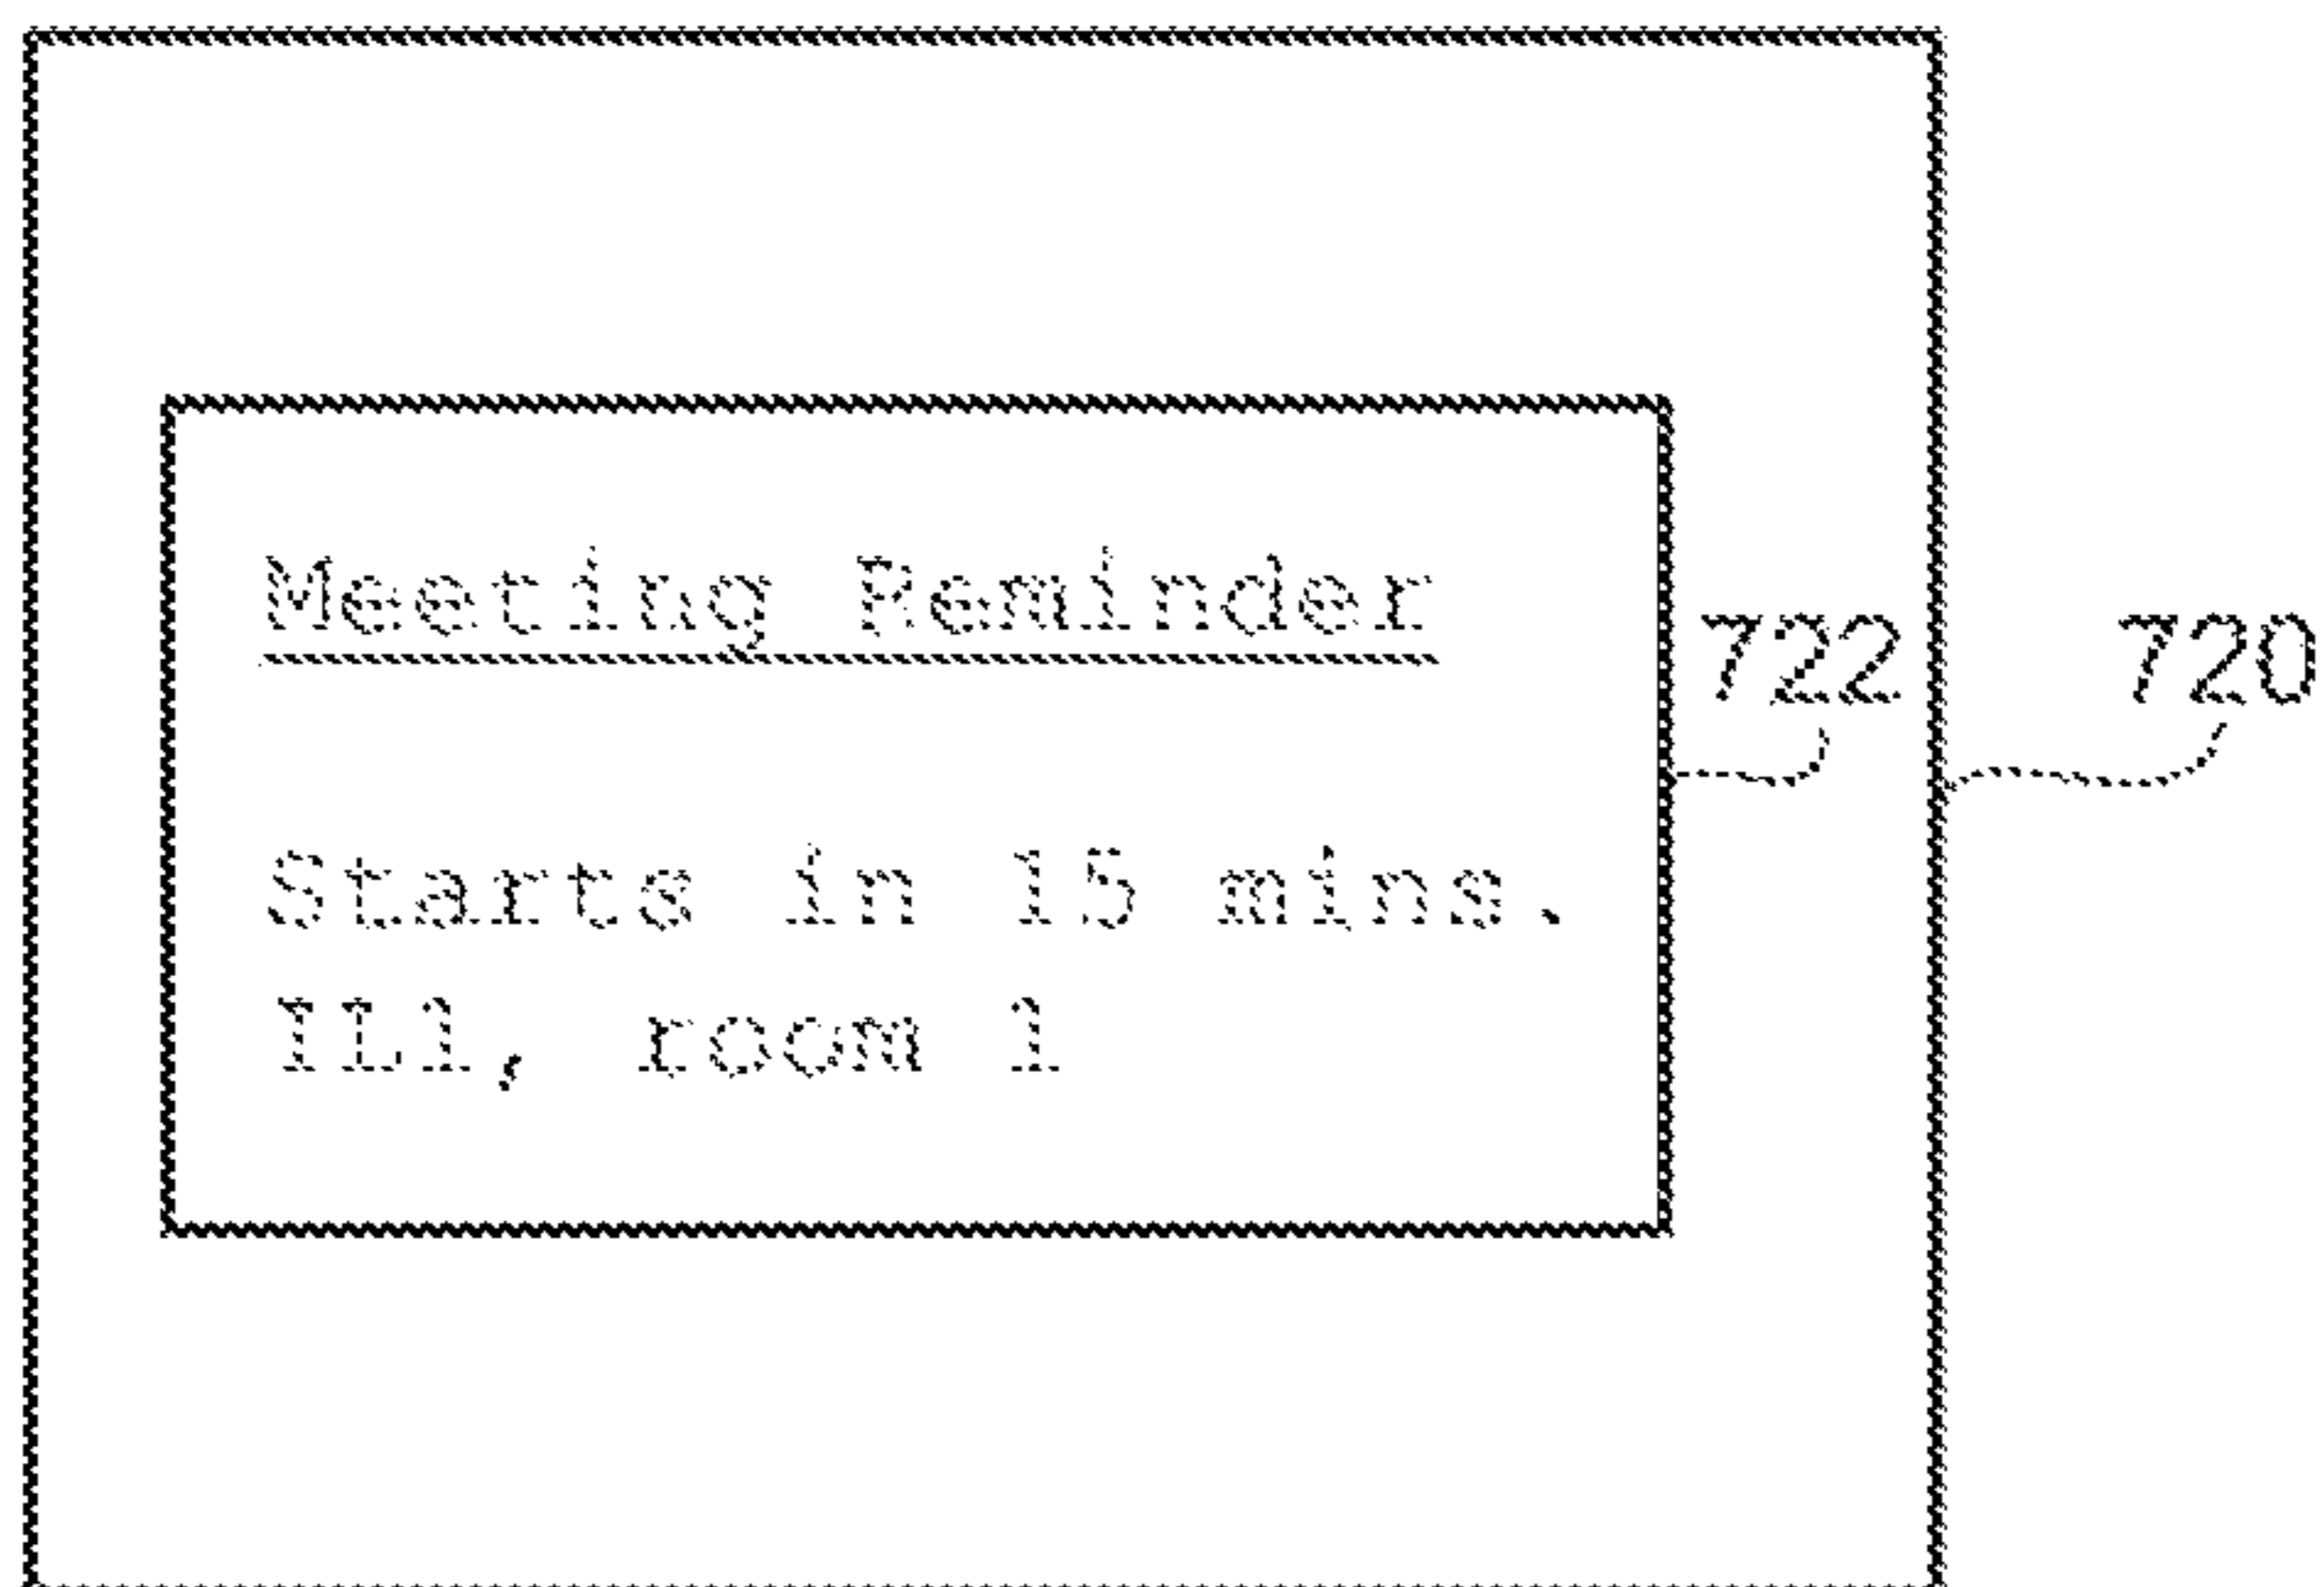 Meeting Reminder
722
720
Starts in 15 mins.
IL1, room 1